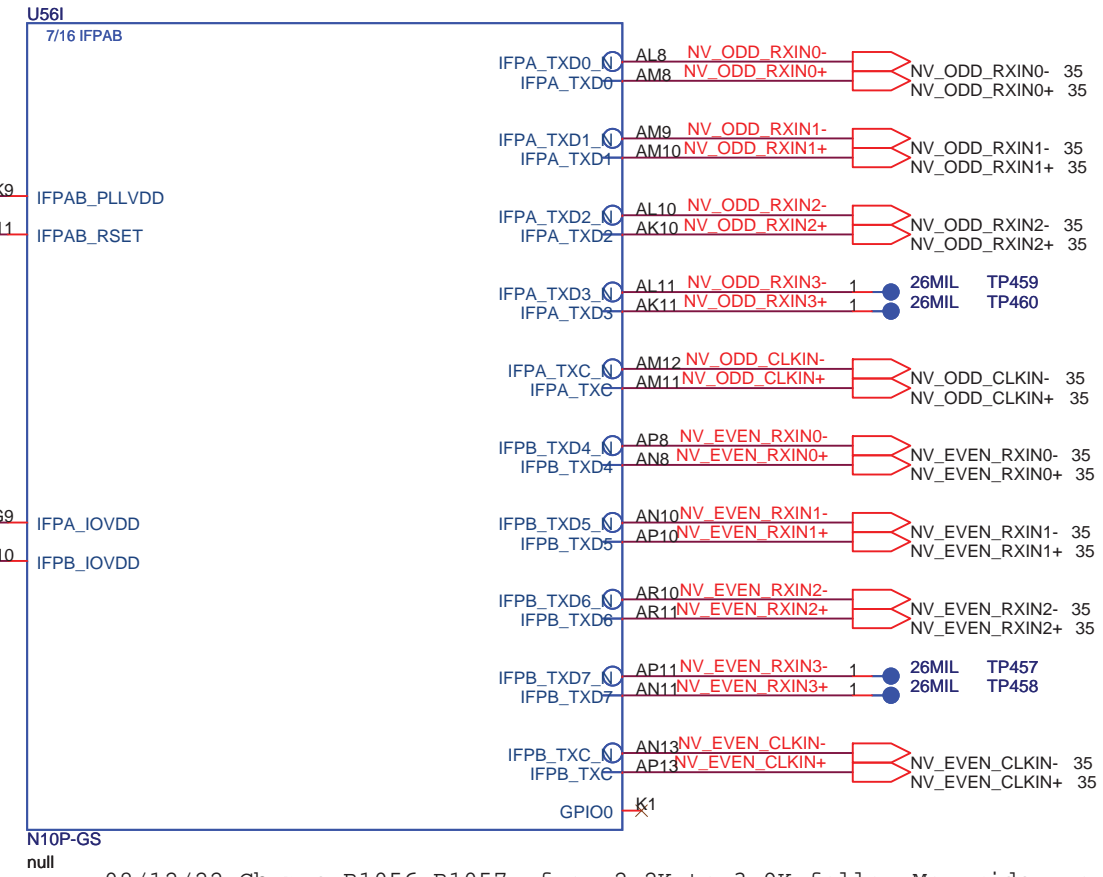 U56I
7/16 IFPAB
IFPA_TXD0_N AL8 NV_ODD_RXIN0- NV_ODD_RXIN0- 35
IFPA_TXD0 AM8 NV_ODD_RXIN0+ NV_ODD_RXIN0+ 35
IFPA_TXD1_N AM9 NV_ODD_RXIN1- NV_ODD_RXIN1- 35
IFPA_TXD1 AM10 NV_ODD_RXIN1+ NV_ODD_RXIN1+ 35
K9 IFPAB_PLLVDD
IFPA_TXD2_N AL10 NV_ODD_RXIN2- NV_ODD_RXIN2- 35
IFPAB_RSET IFPA_TXD2 AK10 NV_ODD_RXIN2+ NV_ODD_RXIN2+ 35
IFPA_TXD3_N AL11 NV_ODD_RXIN3- 1 26MIL TP459
IFPA_TXD3 AK11 NV_ODD_RXIN3+ 1 26MIL TP460
IFPA_TXC_N AM12 NV_ODD_CLKIN- NV_ODD_CLKIN- 35
IFPA_TXC AM11 NV_ODD_CLKIN+ NV_ODD_CLKIN+ 35
IFPB_TXD4_N AP8 NV_EVEN_RXIN0- NV_EVEN_RXIN0- 35
IFPB_TXD4 AN8 NV_EVEN_RXIN0+ NV_EVEN_RXIN0+ 35
IFPA_IOVDD IFPB_TXD5_N AN10 NV_EVEN_RXIN1- NV_EVEN_RXIN1- 35
IFPB_TXD5 AP10 NV_EVEN_RXIN1+ NV_EVEN_RXIN1+ 35
IFPB_IOVDD
IFPB_TXD6_N AR10 NV_EVEN_RXIN2- NV_EVEN_RXIN2- 35
IFPB_TXD6 AR11 NV_EVEN_RXIN2+ NV_EVEN_RXIN2+ 35
IFPB_TXD7_N AP11 NV_EVEN_RXIN3- 1 26MIL TP457
IFPB_TXD7 AN11 NV_EVEN_RXIN3+ 1 26MIL TP458
IFPB_TXC_N AN13 NV_EVEN_CLKIN- NV_EVEN_CLKIN- 35
IFPB_TXC AP13 NV_EVEN_CLKIN+ NV_EVEN_CLKIN+ 35
GPIO0 K1
N10P-GS
null